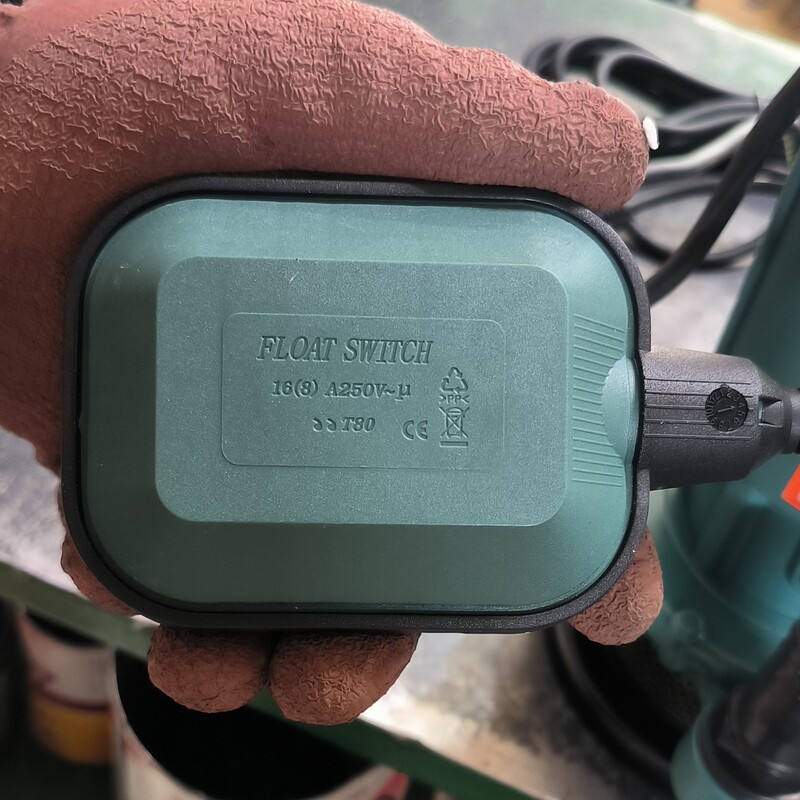 FLOAT SWITCH
16(8) A250V~µ
T80 CE
>PP<